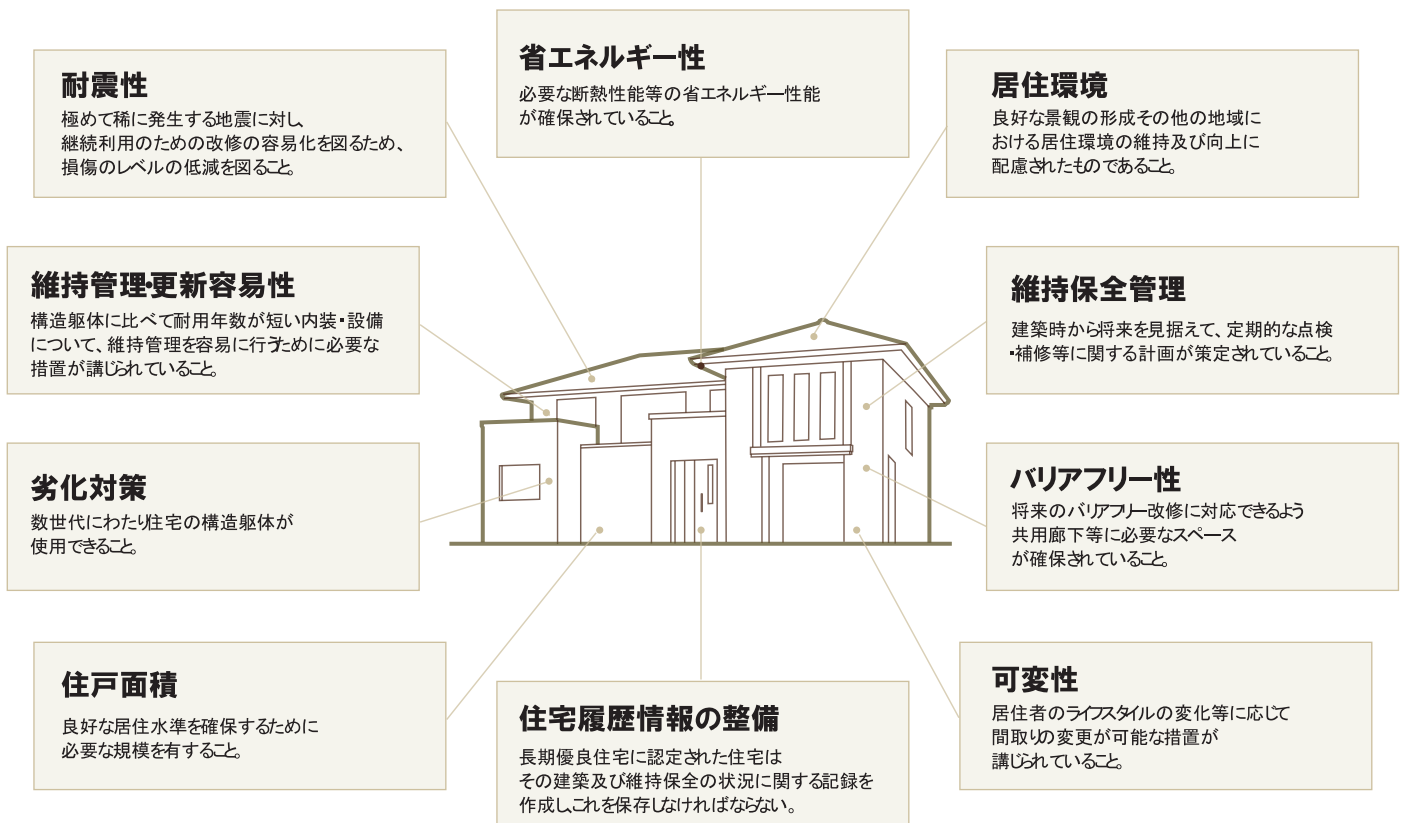 耐震性
極めて稀に発生する地震に対し、
継続利用のための改修の容易化を図るため、
損傷のレベルの低減を図ること。
省エネルギー性
必要な断熱性能等の省エネルギー性能
が確保されていること。
居住環境
良好な景観の形成その他の地域に
おける居住環境の維持及び向上に
配慮されたものであること。
維持管理・更新容易性
構造躯体に比べて耐用年数が短い内装・設備
について、維持管理を容易に行うために必要な
措置が講じられていること。
維持保全管理
建築時から将来を見据えて、定期的な点検
・補修等に関する計画が策定されていること。
劣化対策
数世代にわたり住宅の構造躯体が
使用できること。
バリアフリー性
将来のバリアフリー改修に対応できるよう
共用廊下等に必要なスペース
が確保されていること。
住戸面積
良好な居住水準を確保するために
必要な規模を有すること。
住宅履歴情報の整備
長期優良住宅に認定された住宅は
その建築及び維持保全の状況に関する記録を
作成し、これを保存しなければならない。
可変性
居住者のライフスタイルの変化等に応じて
間取りの変更が可能な措置が
講じられていること。